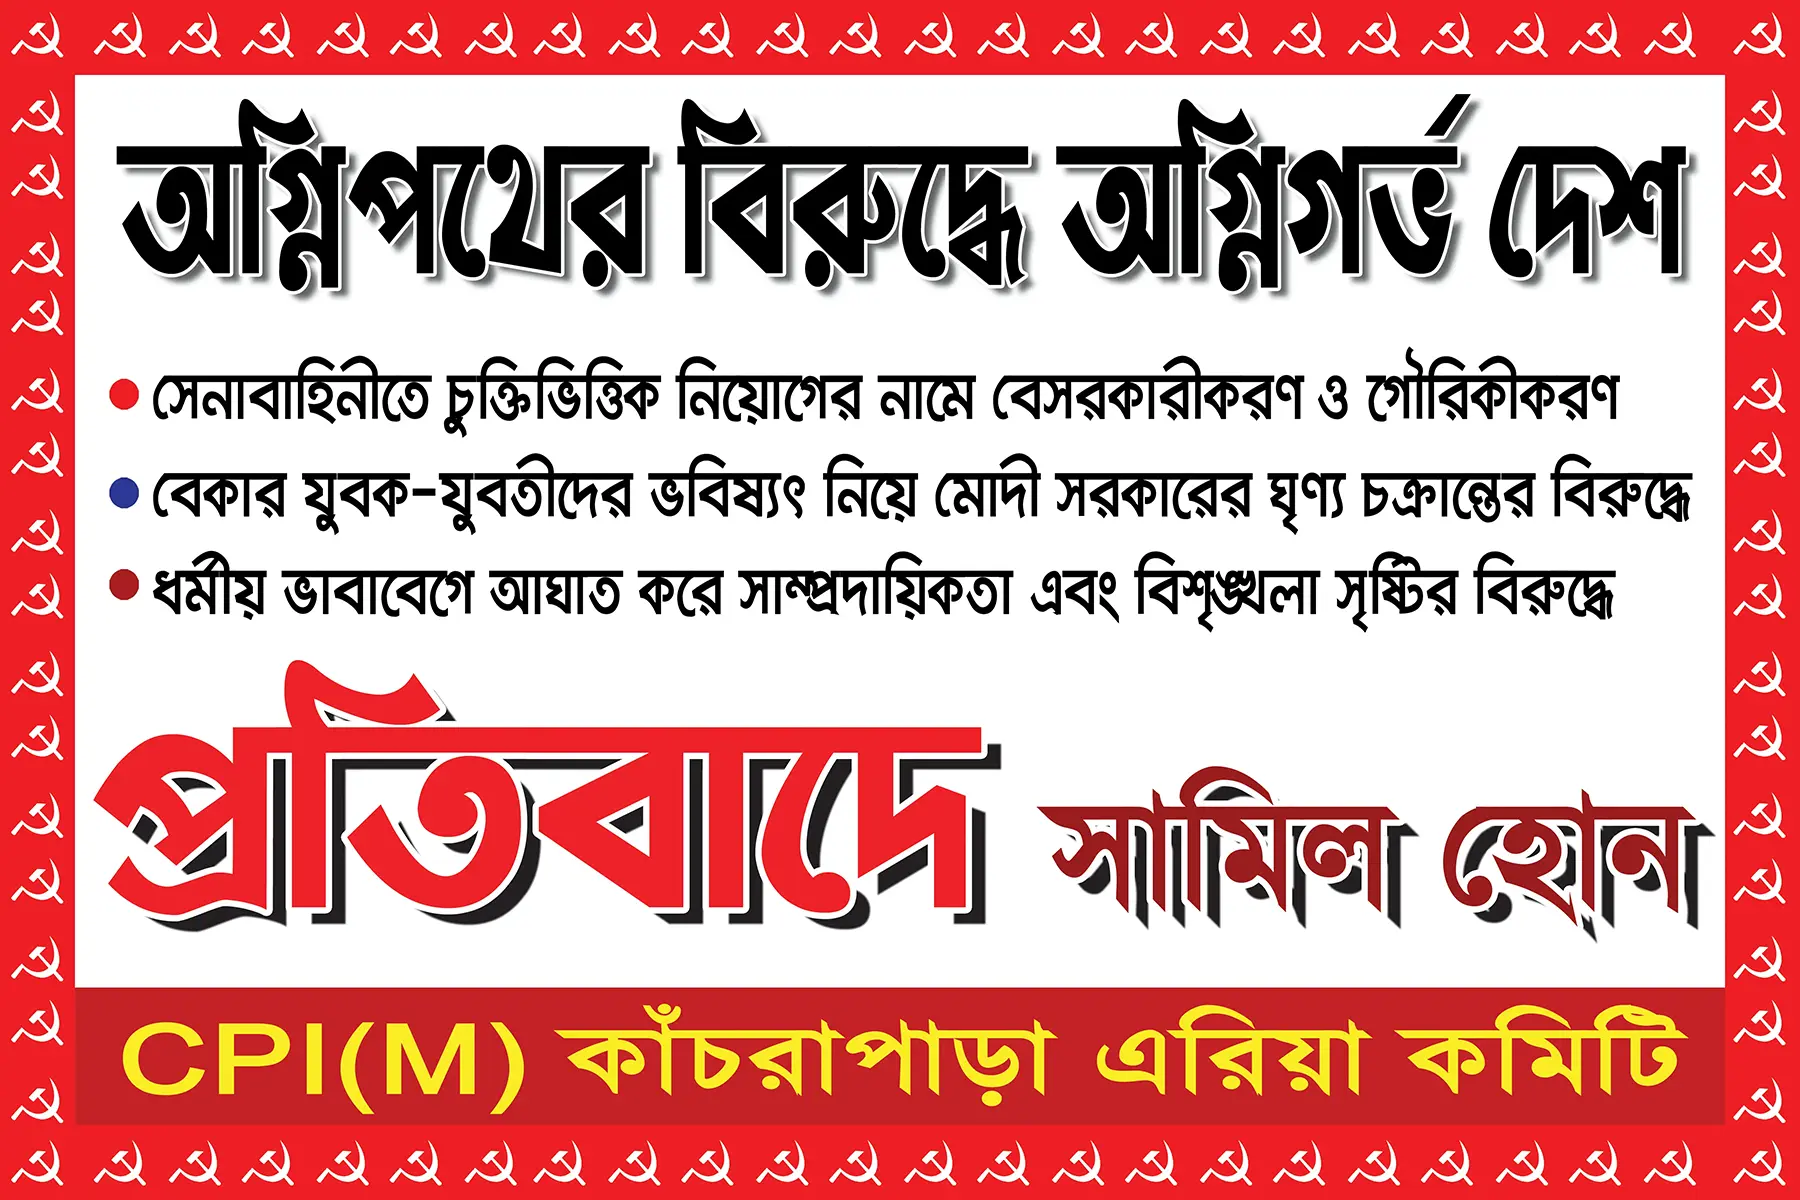 অগ্নিপথের বিরুদ্ধে অগ্নিগর্ভ দেশ
সেনাবাহিনীতে চুক্তিভিত্তিক নিয়োগের নামে বেসরকারীকরণ ও গৌরিকীকরণ
বেকার যুবক-যুবতীদের ভবিষ্যৎ নিয়ে মোদী সরকারের ঘৃণ্য চক্রান্তের বিরুদ্ধে
ধর্মীয় ভাবাবেগে আঘাত করে সাম্প্রদায়িকতা এবং বিশৃঙ্খলা সৃষ্টির বিরুদ্ধে
প্রতিবাদে সামিল হোন
CPI(M) কাঁচরাপাড়া এরিয়া কমিটি